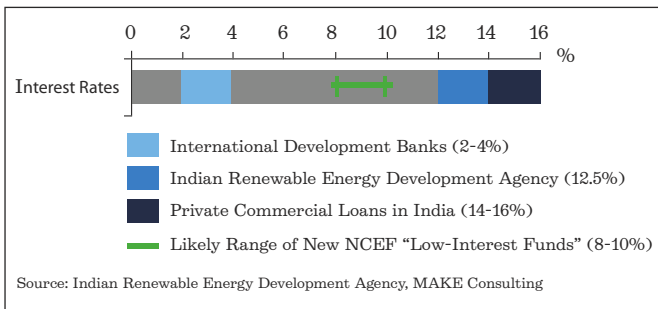 0 2 4 6 8 10 12 14 16
%
Interest Rates
International Development Banks (2-4%)
Indian Renewable Energy Development Agency (12.5%)
Private Commercial Loans in India (14-16%)
Likely Range of New NCEF “Low-Interest Funds” (8-10%)
Source: Indian Renewable Energy Development Agency, MAKE Consulting